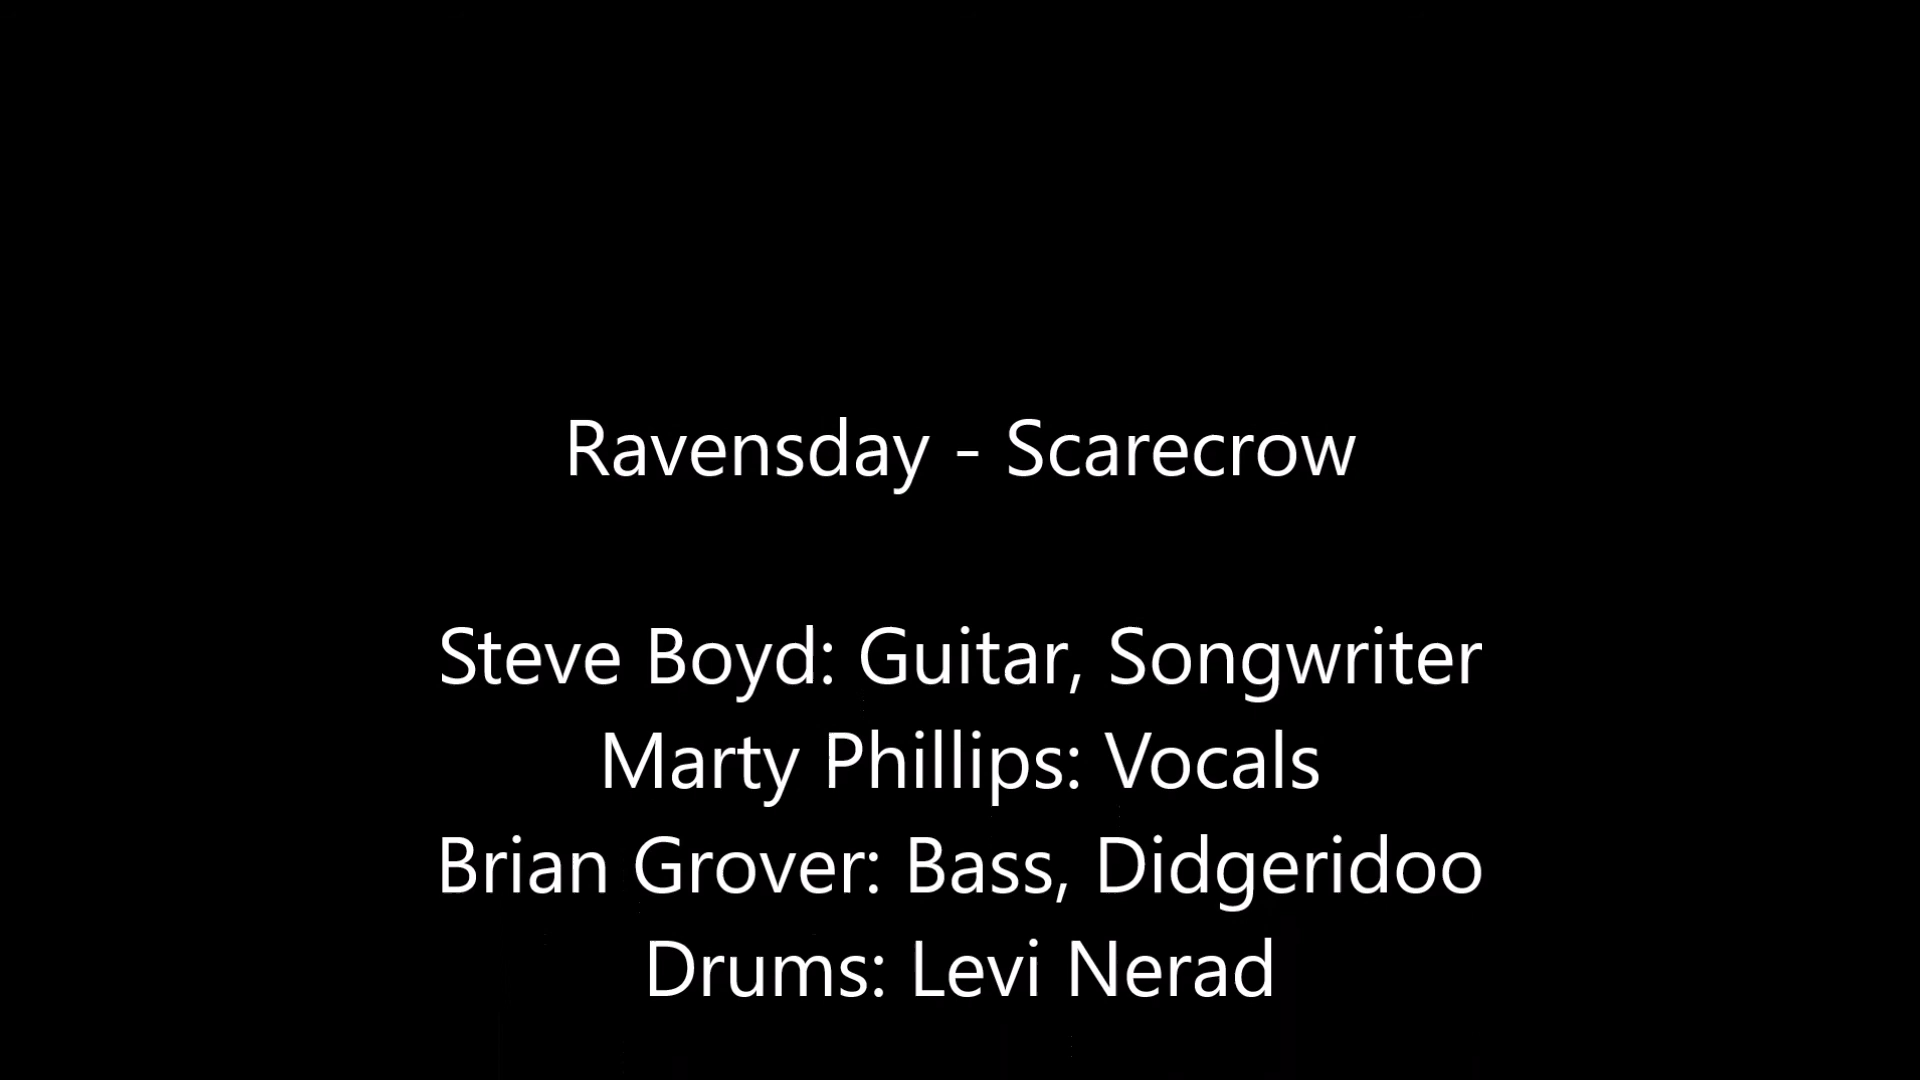 Ravensday - Scarecrow
Steve Boyd: Guitar, Songwriter
Marty Phillips: Vocals
Brian Grover: Bass, Didgeridoo
Drums: Levi Nerad